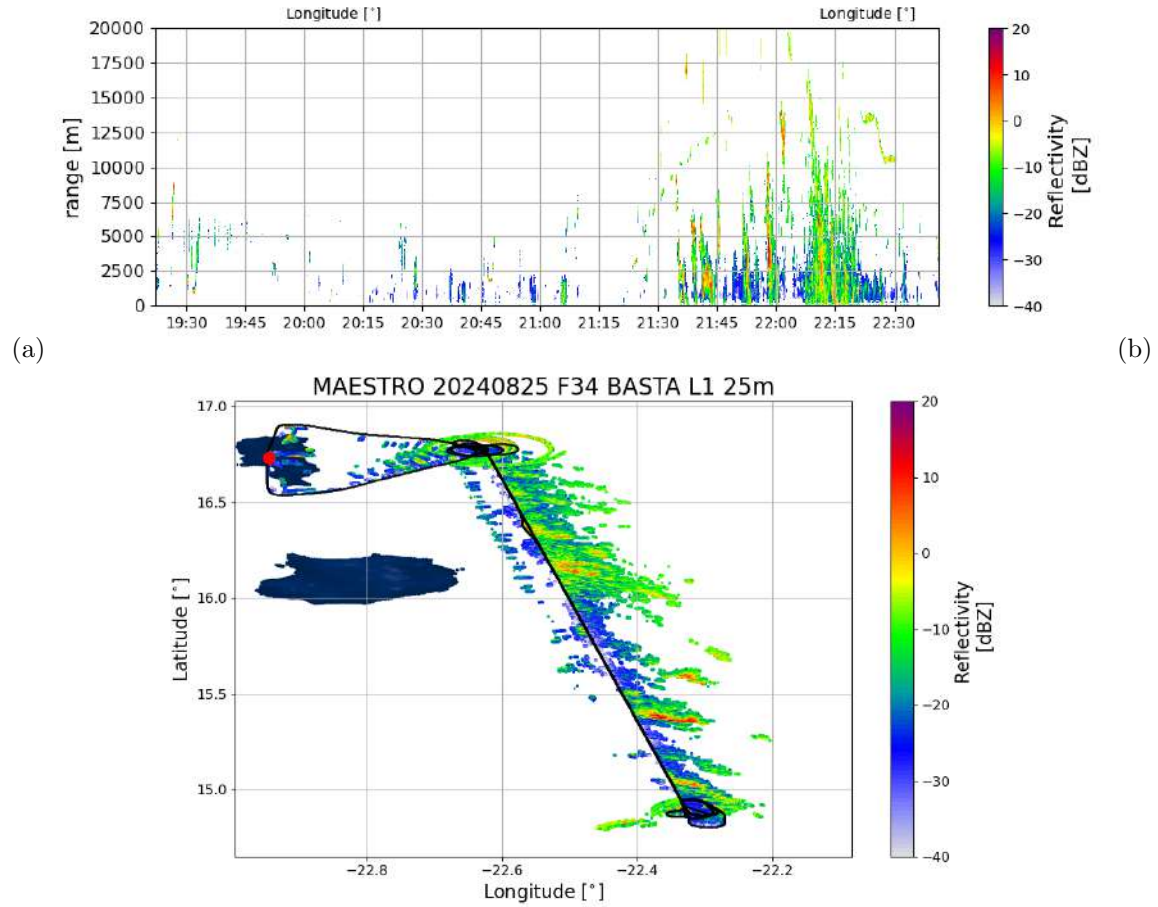 Longitude [°] Longitude [°]
20000
17500
15000
12500
10000
7500
5000
2500
0
range [m]
19:30 19:45 20:00 20:15 20:30 20:45 21:00 21:15 21:30 21:45 22:00 22:15 22:30
20
10
0
−10
−20
−30
−40
Reflectivity
[dBZ]
(a) (b)
MAESTRO 20240825 F34 BASTA L1 25m
17.0
16.5
16.0
15.5
15.0
Latitude [°]
−22.8 −22.6 −22.4 −22.2
Longitude [°]
20
10
0
−10
−20
−30
−40
Reflectivity
[dBZ]